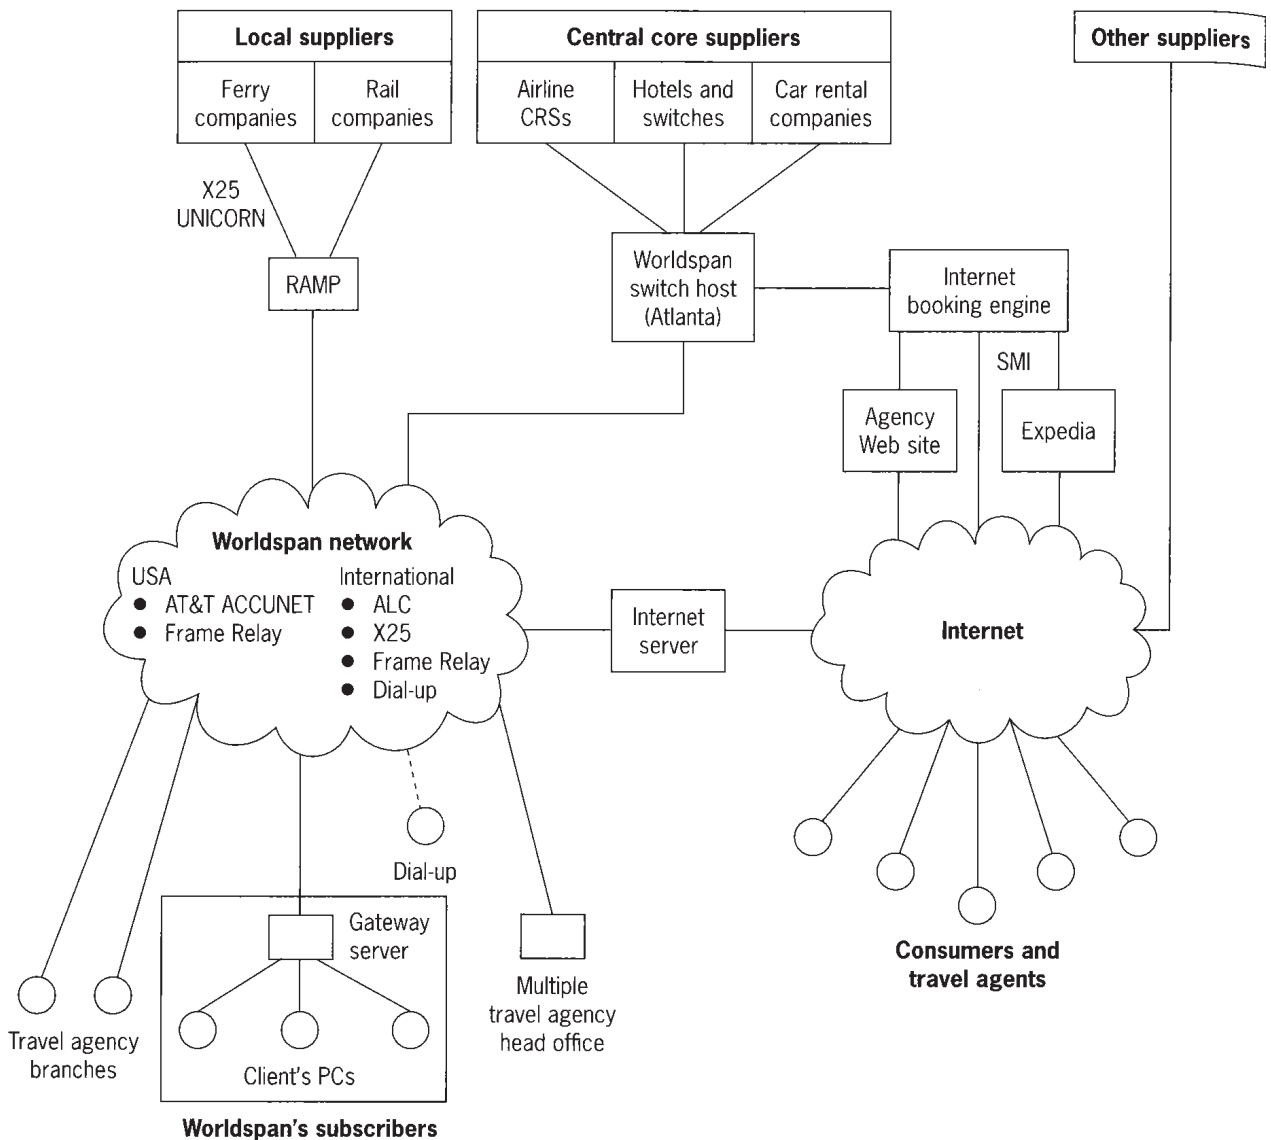 Local suppliers
Ferry
companies
Rail
companies
Central core suppliers
Airline
CRSs
Hotels and
switches
Car rental
companies
Other suppliers
X25
UNICORN
RAMP
Worldspan
switch host
(Atlanta)
Internet
booking engine
SMI
Agency
Web site
Expedia
Worldspan network
USA
● AT&T ACCUNET
● Frame Relay
International
● ALC
● X25
● Frame Relay
● Dial-up
Internet
server
Internet
Dial-up
Gateway
server
Client's PCs
Travel agency
branches
Multiple
travel agency
head office
Consumers and
travel agents
Worldspan's subscribers